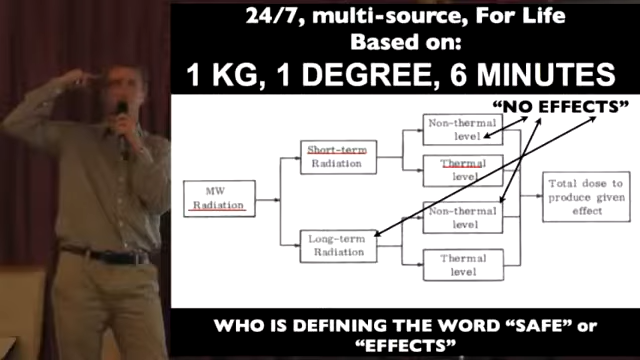 24/7, multi-source, For Life
Based on:
1 KG, 1 DEGREE, 6 MINUTES
“NO EFFECTS”
Non-thermal
level
Short-term
Radiation
Thermal
level
MW
Radiation
Total dose to
produce given
effect
Non-thermal
level
Long-term
Radiation
Thermal
level
WHO IS DEFINING THE WORD “SAFE” or
“EFFECTS”